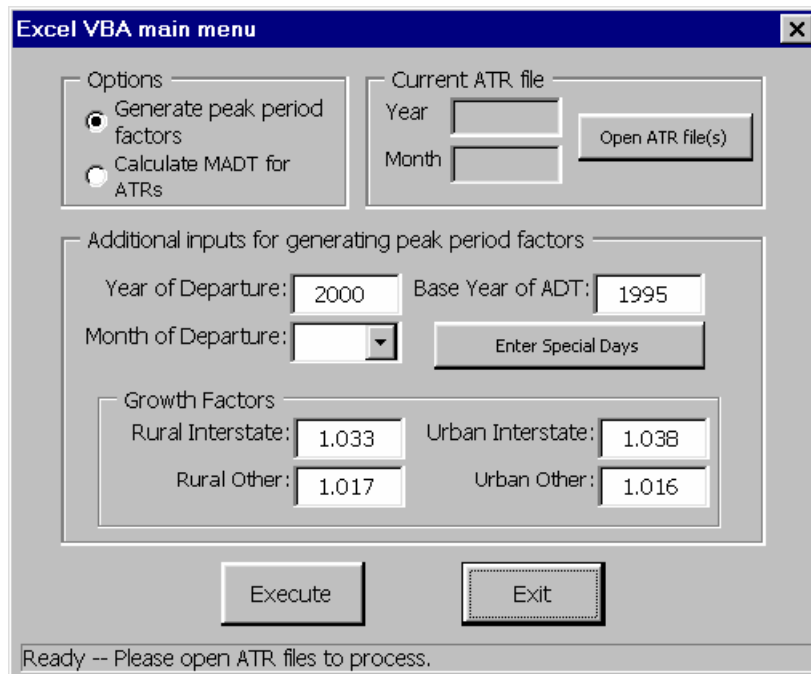 Excel VBA main menu
Options
Generate peak period
factors
Calculate MADT for
ATRs
Current ATR file
Year
Month
Open ATR file(s)
Additional inputs for generating peak period factors
Year of Departure: 2000 Base Year of ADT: 1995
Month of Departure: Enter Special Days
Growth Factors
Rural Interstate: 1.033 Urban Interstate: 1.038
Rural Other: 1.017 Urban Other: 1.016
Execute Exit
Ready -- Please open ATR files to process.